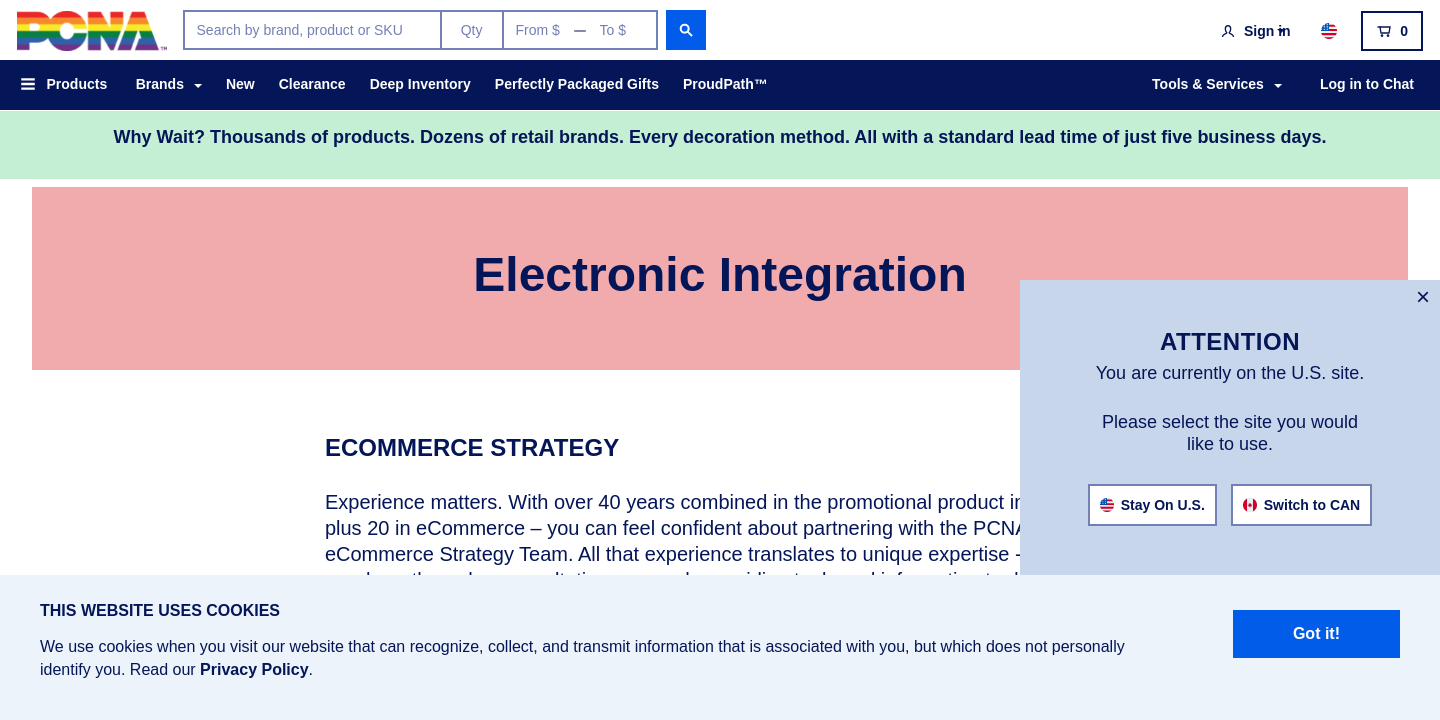 PCNA™
Search by brand, product or SKU
Qty
From $ — To $
Sign in
0
Products
Brands
New
Clearance
Deep Inventory
Perfectly Packaged Gifts
ProudPath™
Tools & Services
Log in to Chat
Why Wait? Thousands of products. Dozens of retail brands. Every decoration method. All with a standard lead time of just five business days.
Electronic Integration
×
ATTENTION
You are currently on the U.S. site.
Please select the site you would
like to use.
Stay On U.S.
Switch to CAN
ECOMMERCE STRATEGY
Experience matters. With over 40 years combined in the promotional product
plus 20 in eCommerce – you can feel confident about partnering with the PCNA
eCommerce Strategy Team. All that experience translates to unique expertise
THIS WEBSITE USES COOKIES
We use cookies when you visit our website that can recognize, collect, and transmit information that is associated with you, but which does not personally
identify you. Read our Privacy Policy.
Got it!